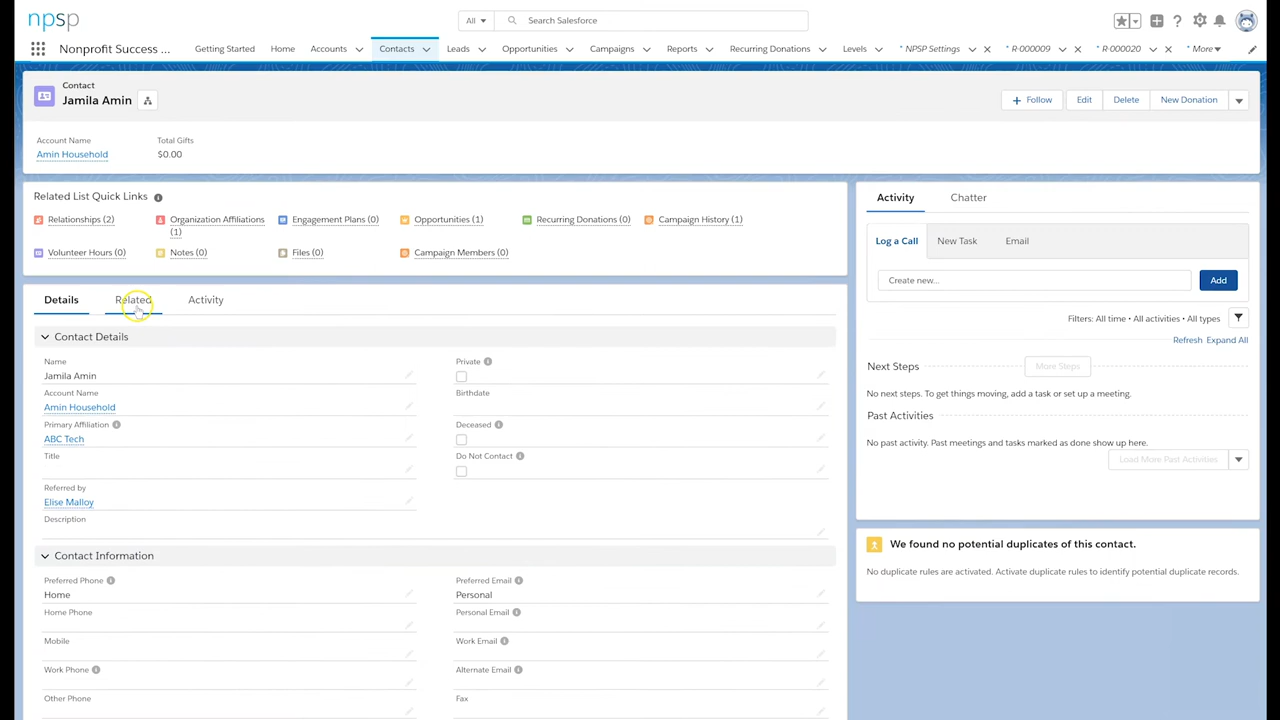 npsp
All
Search Salesforce
Nonprofit Success ...
Getting Started
Home
Accounts
Contacts
Leads
Opportunities
Campaigns
Reports
Recurring Donations
Levels
* NPSP Settings
* R-000009
* R-000020
* More
Contact
Jamila Amin
Follow
Edit
Delete
New Donation
Account Name
Total Gifts
Amin Household
$0.00
Related List Quick Links
Relationships (2)
Organization Affiliations
(1)
Engagement Plans (0)
Opportunities (1)
Recurring Donations (0)
Campaign History (1)
Volunteer Hours (0)
Notes (0)
Files (0)
Campaign Members (0)
Details
Related
Activity
Contact Details
Name
Jamila Amin
Private
Account Name
Amin Household
Birthdate
Primary Affiliation
ABC Tech
Deceased
Title
Do Not Contact
Referred by
Elise Malloy
Description
Contact Information
Preferred Phone
Home
Preferred Email
Personal
Home Phone
Personal Email
Mobile
Work Email
Work Phone
Alternate Email
Other Phone
Fax
Activity
Chatter
Log a Call
New Task
Email
Create new...
Add
Filters: All time • All activities • All types
Refresh
Expand All
Next Steps
More Steps
No next steps. To get things moving, add a task or set up a meeting.
Past Activities
No past activity. Past meetings and tasks marked as done show up here.
Load More Past Activities
We found no potential duplicates of this contact.
No duplicate rules are activated. Activate duplicate rules to identify potential duplicate records.